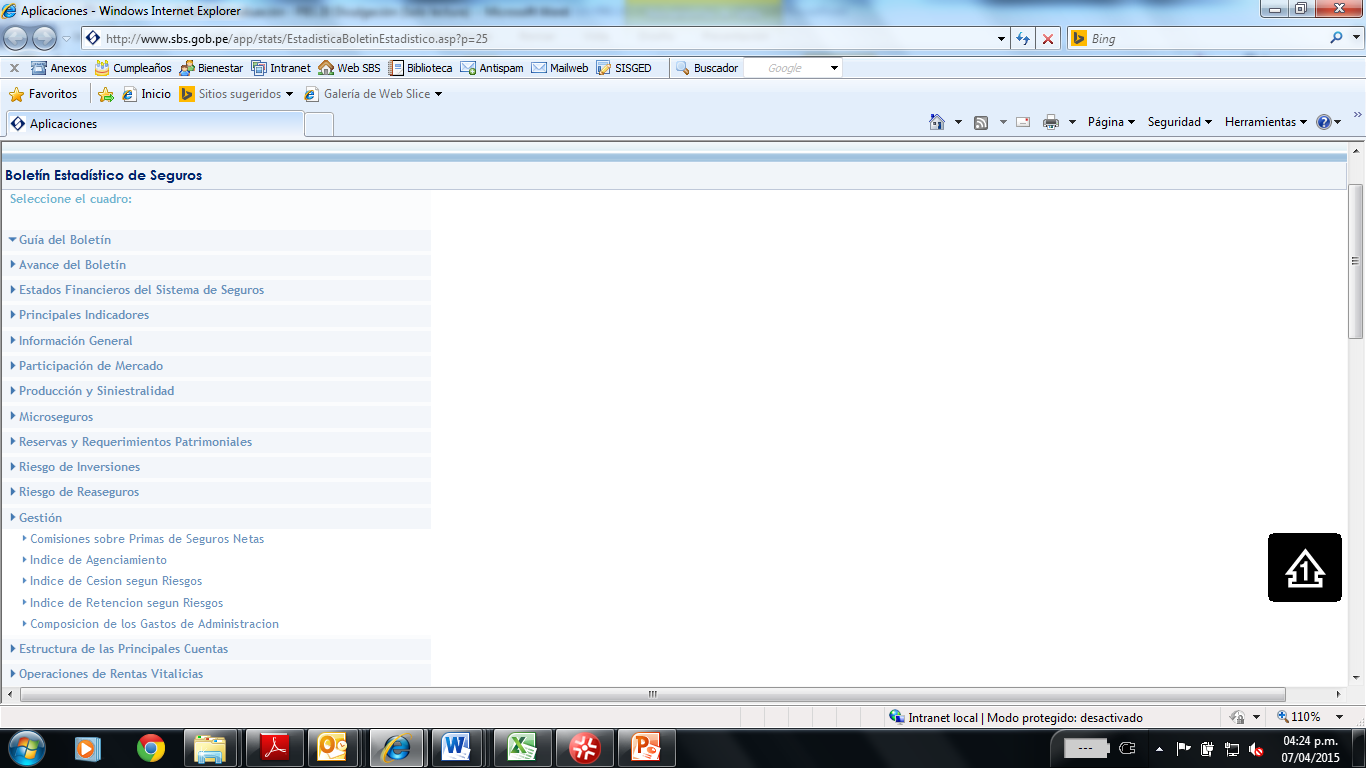 Aplicaciones - Windows Internet Explorer
http://www.sbs.gob.pe/app/stats/EstadisticaBoletinEstadistico.asp?p=25
Bing
x Anexos Cumpleaños Bienestar Intranet Web SBS Biblioteca Antispam Mailweb SISGED Buscador Google
Favoritos Inicio Sitios sugeridos Galería de Web Slice
Aplicaciones
Página Seguridad Herramientas
Boletín Estadístico de Seguros
Seleccione el cuadro:
Guía del Boletín
Avance del Boletín
Estados Financieros del Sistema de Seguros
Principales Indicadores
Información General
Participación de Mercado
Producción y Siniestralidad
Microseguros
Reservas y Requerimientos Patrimoniales
Riesgo de Inversiones
Riesgo de Reaseguros
Gestión
Comisiones sobre Primas de Seguros Netas
Indice de Agenciamiento
Indice de Cesion segun Riesgos
Indice de Retencion segun Riesgos
Composicion de los Gastos de Administracion
Estructura de las Principales Cuentas
Operaciones de Rentas Vitalicias
1
Intranet local | Modo protegido: desactivado
110%
04:24 p.m.
07/04/2015